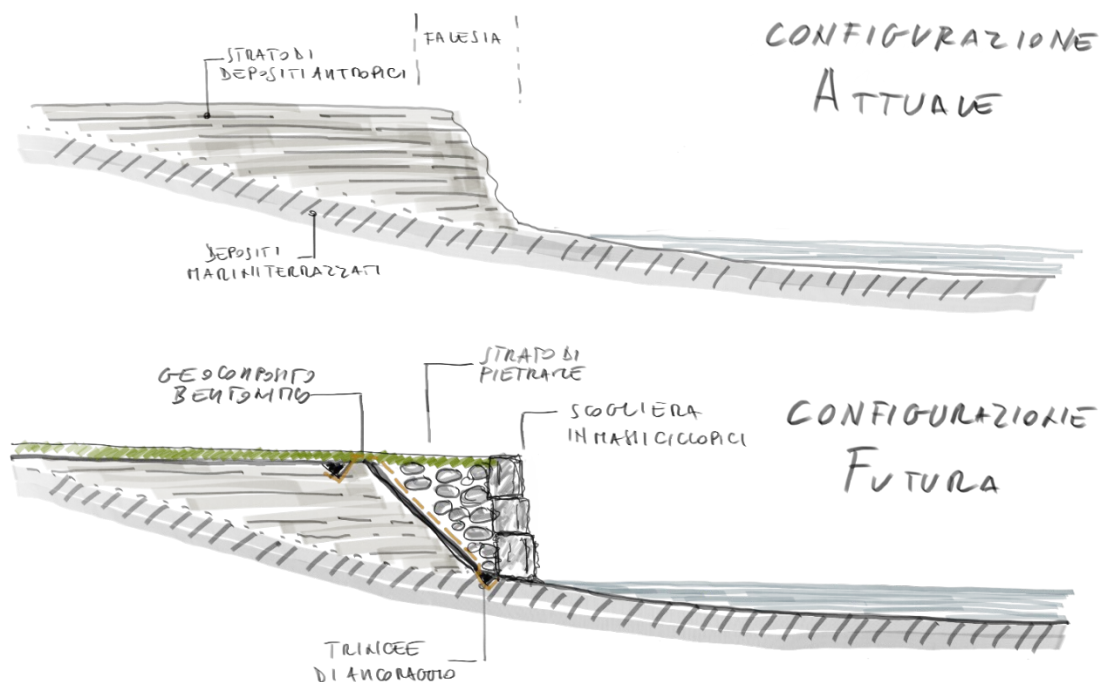 FALESIA
CONFIGURAZIONE
ATTUALE
STRATO DI
DEPOSITI ANTROPICI
DEPOSITI
MARINI TERRAZZATI
STRATO DI
PIETRAME
GEOCOMPOSITO
BENTONITICO
SCOGLIERA
IN MASSI CICLOPICI
CONFIGURAZIONE
FUTURA
TRINCEE
DI ANCORAGGIO